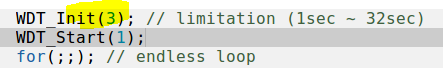 WDT_Init(3); // limitation (1sec ~ 32sec)
WDT_Start(1);
for(;;); // endless loop